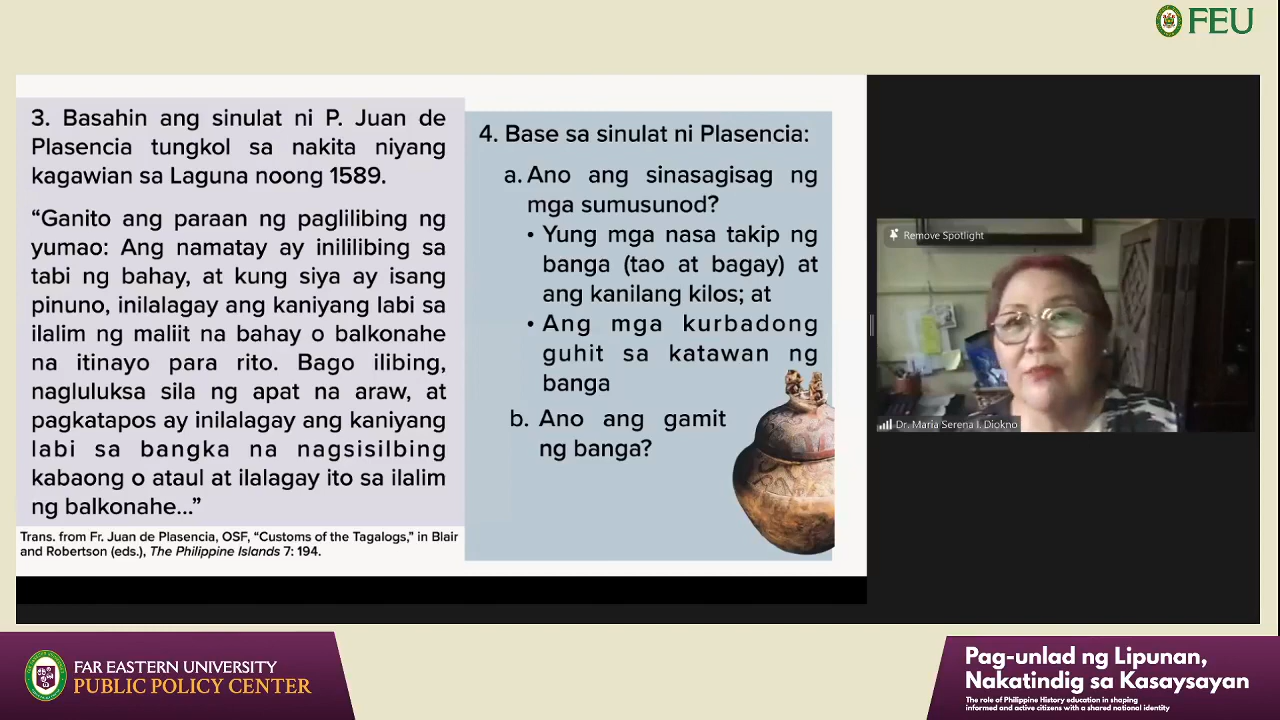 FEU
3. Basahin ang sinulat ni P. Juan de
Plasencia tungkol sa nakita niyang
kagawian sa Laguna noong 1589.
“Ganito ang paraan ng paglilibing ng
yumao: Ang namatay ay inililibing sa
tabi ng bahay, at kung siya ay isang
pinuno, inilalagay ang kaniyang labi sa
ilalim ng maliit na bahay o balkonahe
na itinayo para rito. Bago ilibing,
nagluluksa sila ng apat na araw, at
pagkatapos ay inilalagay ang kaniyang
labi sa bangka na nagsisilbing
kabaong o ataul at ilalagay ito sa ilalim
ng balkonahe...”
Trans. from Fr. Juan de Plasencia, OSF, “Customs of the Tagalogs,” in Blair
and Robertson (eds.), The Philippine Islands 7: 194.
4. Base sa sinulat ni Plasencia:
a. Ano ang sinasagisag ng
mga sumusunod?
• Yung mga nasa takip ng
banga (tao at bagay) at
ang kanilang kilos; at
• Ang mga kurbadong
guhit sa katawan ng
banga
b. Ano ang gamit
ng banga?
Remove Spotlight
Dr. Maria Serena I. Diokno
FAR EASTERN UNIVERSITY
PUBLIC POLICY CENTER
Pag-unlad ng Lipunan,
Nakatindig sa Kasaysayan
The role of Philippine History education in shaping
informed and active citizens with a shared national identity